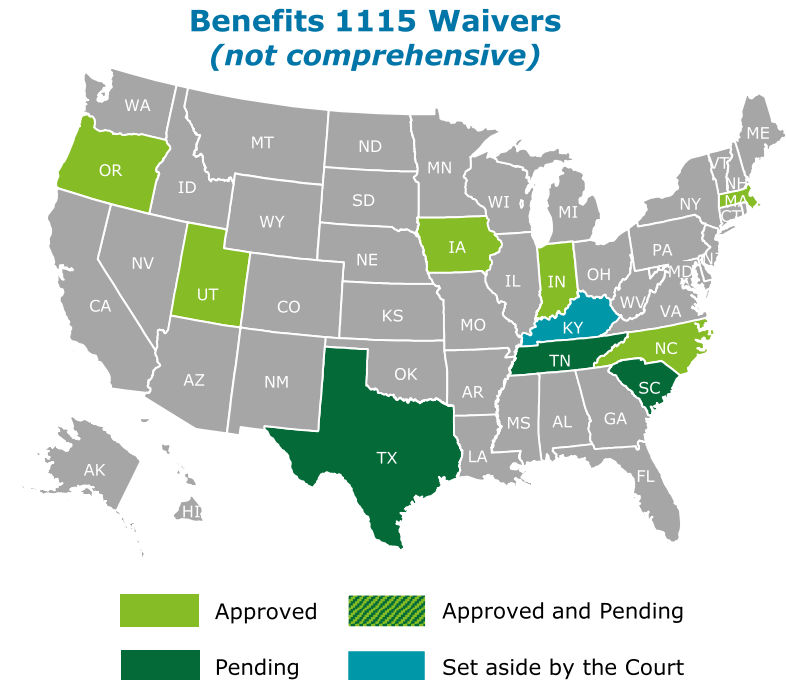 Benefits 1115 Waivers
(not comprehensive)
WA
MT
ND
MN
ME
VT
NH
OR
ID
SD
WI
MI
NY
MA
CT
WY
IA
PA
NE
NV
UT
CO
IL
IN
OH
MD
WV
VA
CA
KS
MO
KY
NC
AZ
NM
OK
AR
TN
SC
MS
AL
GA
TX
LA
FL
AK
HI
Approved
Approved and Pending
Pending
Set aside by the Court